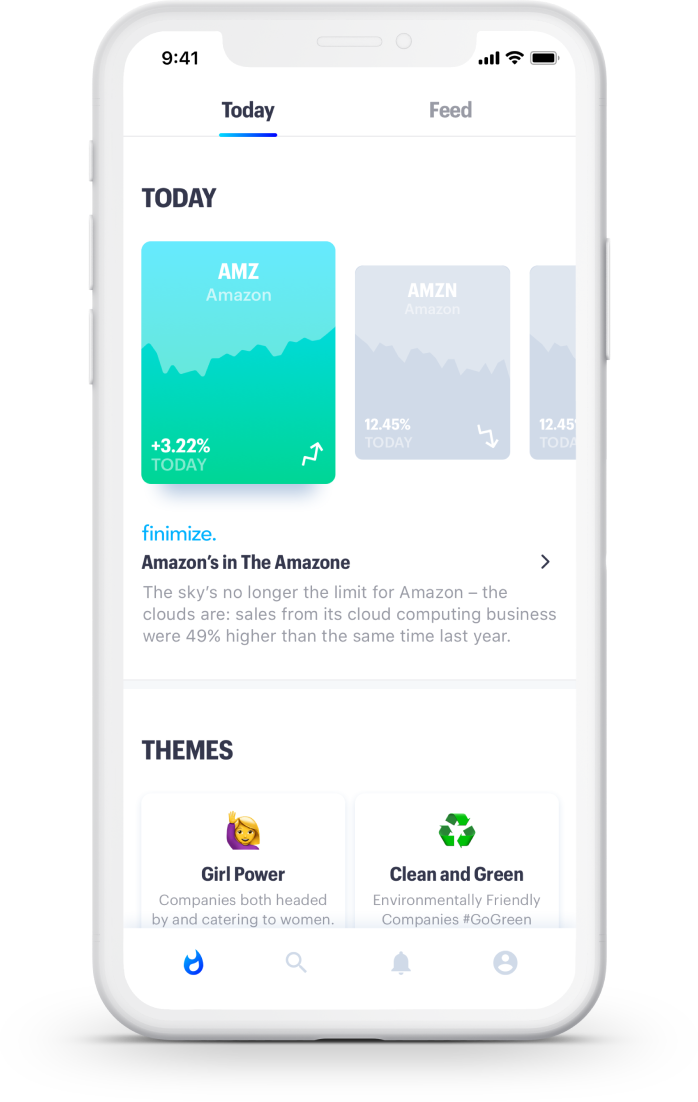 9:41
Today
Feed
TODAY
AMZ
Amazon
+3.22%
TODAY
AMZN
Amazon
12.45%
TODAY
12.45
TODA
finimize.
Amazon's in The Amazone
The sky's no longer the limit for Amazon – the
clouds are: sales from its cloud computing business
were 49% higher than the same time last year.
THEMES
Girl Power
Companies both headed
by and catering to women.
Clean and Green
Environmentally Friendly
Companies #GoGreen